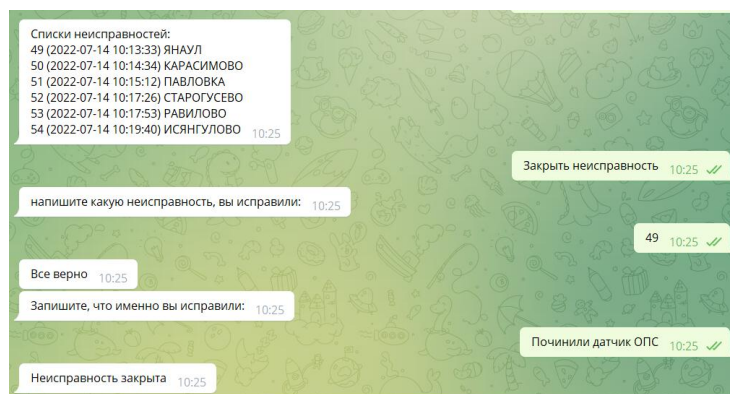 Списки неисправностей:
49 (2022-07-14 10:13:33) ЯНАУЛ
50 (2022-07-14 10:14:34) КАРАСИМОВО
51 (2022-07-14 10:15:12) ПАВЛОВКА
52 (2022-07-14 10:17:26) СТАРОГУСЕВО
53 (2022-07-14 10:17:53) РАВИЛОВО
54 (2022-07-14 10:19:40) ИСЯНГУЛОВО 10:25
Закрыть неисправность 10:25
напишите какую неисправность, вы исправили: 10:25
49 10:25
Все верно 10:25
Запишите, что именно вы исправили: 10:25
Починили датчик ОПС 10:25
Неисправность закрыта 10:25